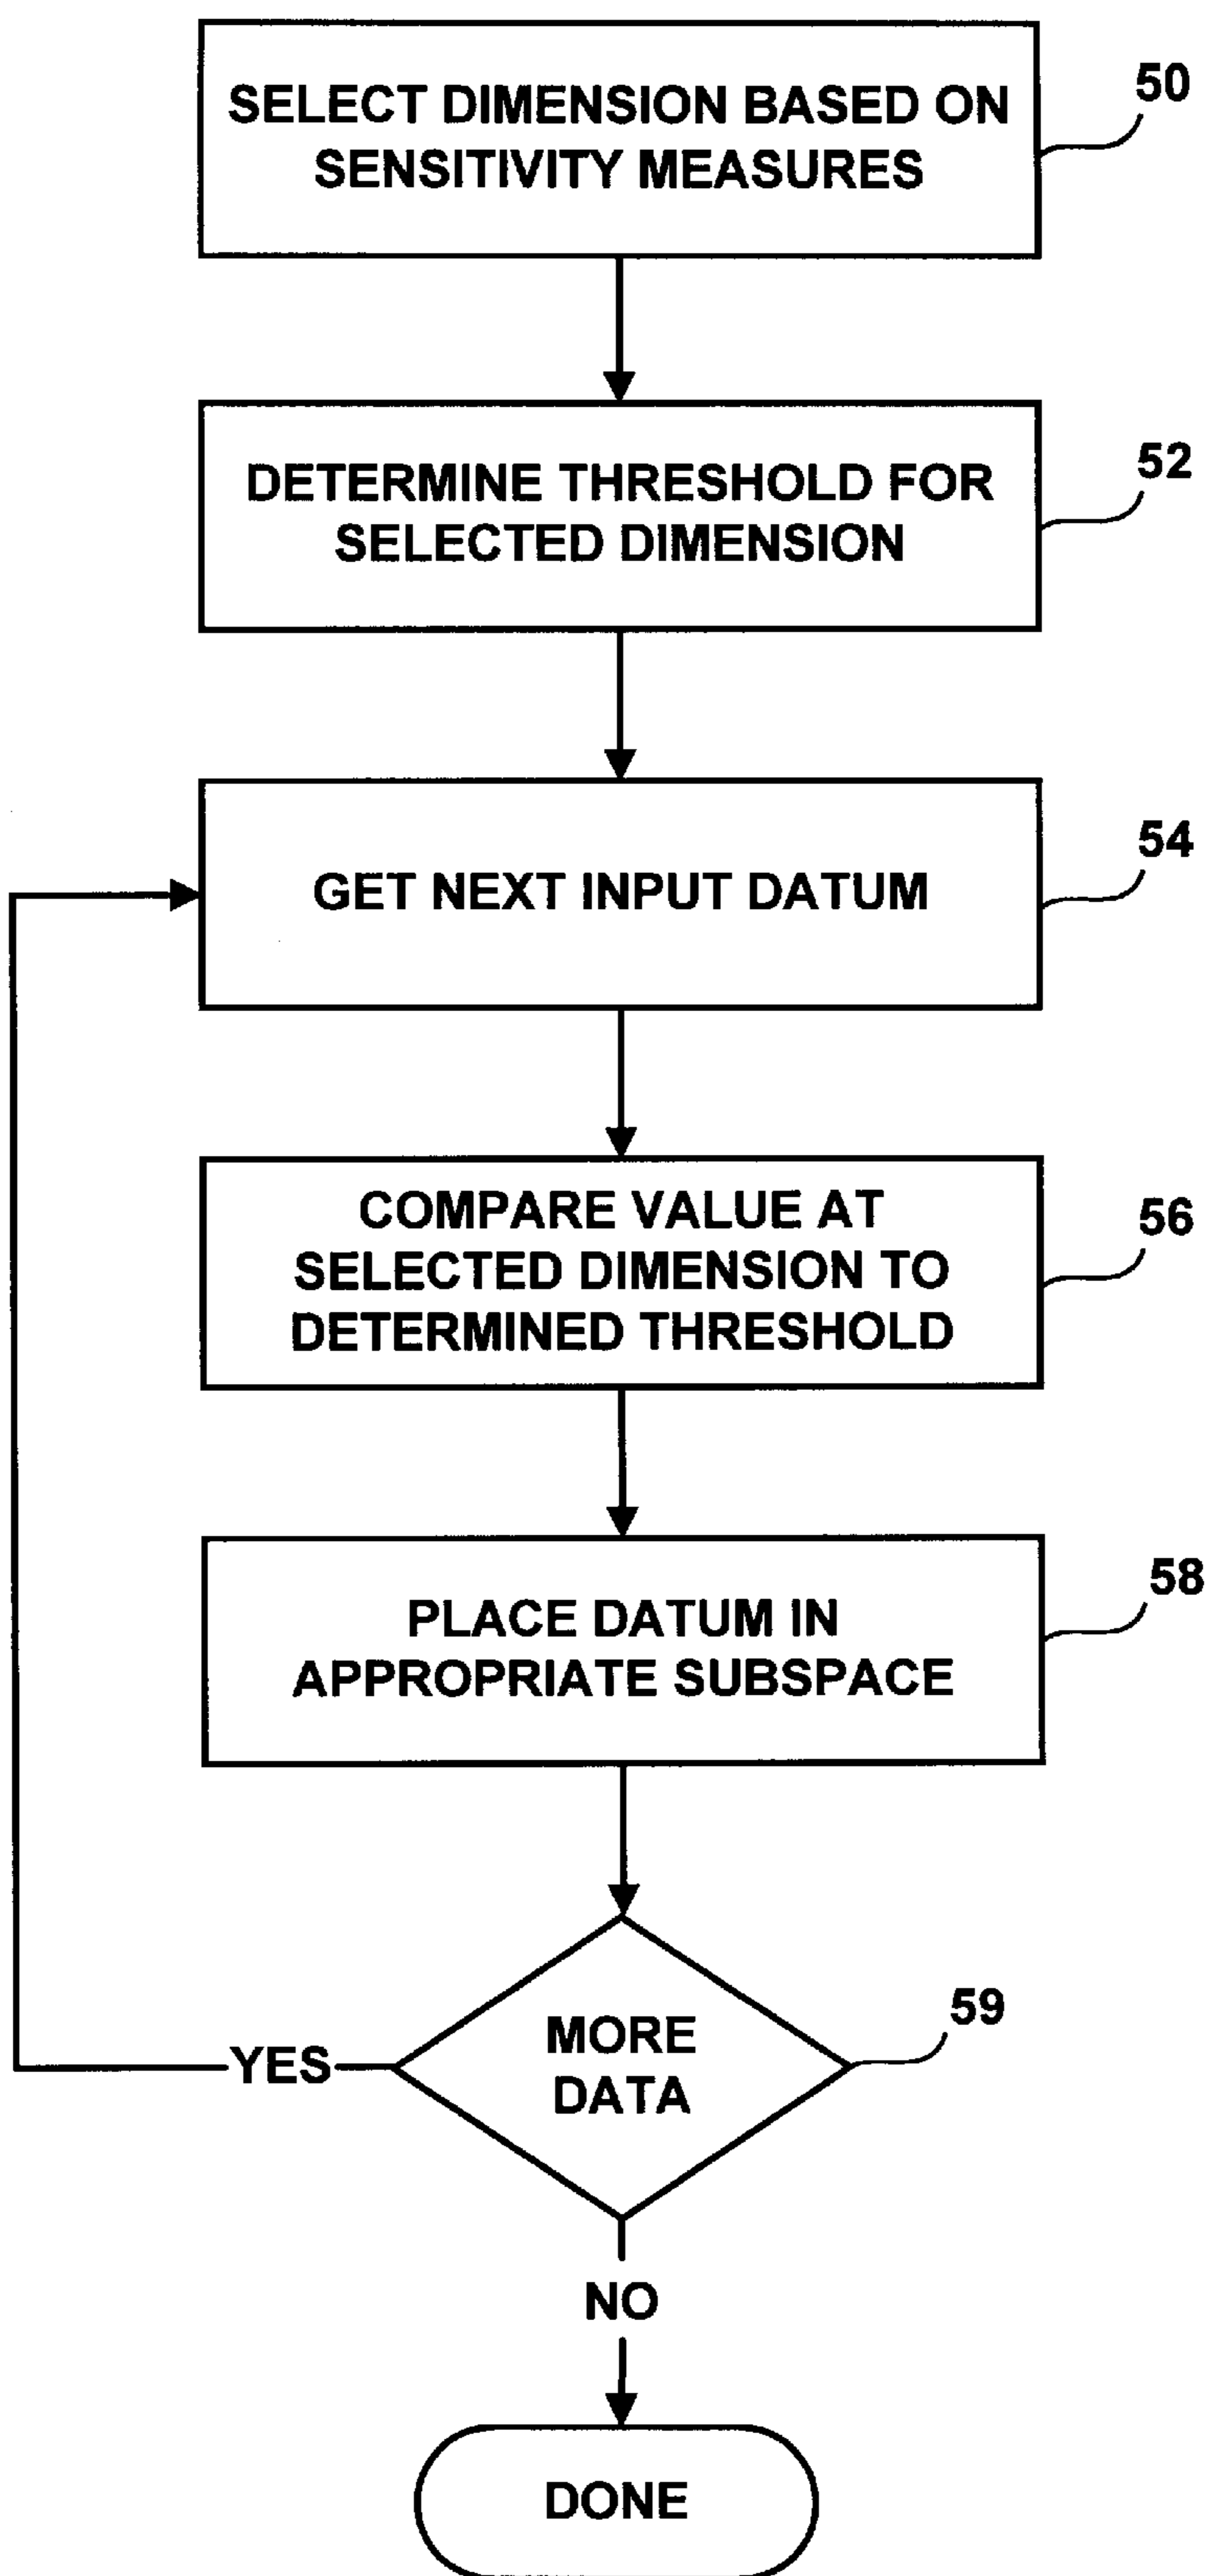 SELECT DIMENSION BASED ON
SENSITIVITY MEASURES
50
DETERMINE THRESHOLD FOR
SELECTED DIMENSION
52
GET NEXT INPUT DATUM
54
COMPARE VALUE AT
SELECTED DIMENSION TO
DETERMINED THRESHOLD
56
PLACE DATUM IN
APPROPRIATE SUBSPACE
58
MORE
DATA
59
YES
NO
DONE